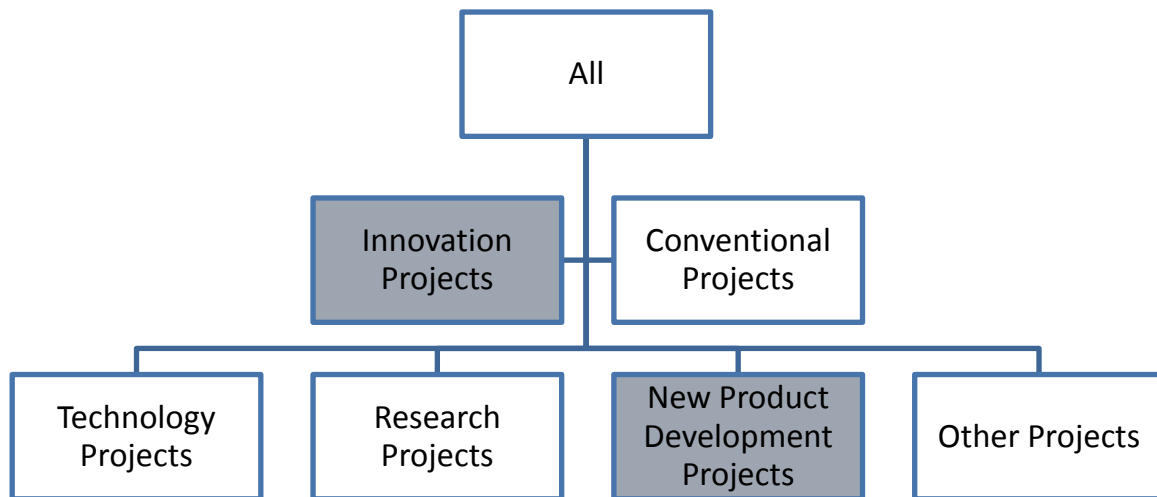 All
Innovation
Projects
Conventional
Projects
Technology
Projects
Research
Projects
New Product
Development
Projects
Other Projects